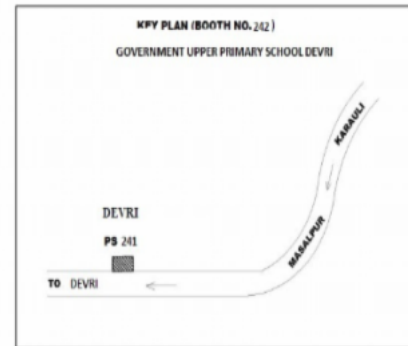 KEY PLAN (BOOTH NO. 242 )
GOVERNMENT UPPER PRIMARY SCHOOL DEVRI
KARAULI
MASALPUR
DEVRI
PS 241
TO DEVRI